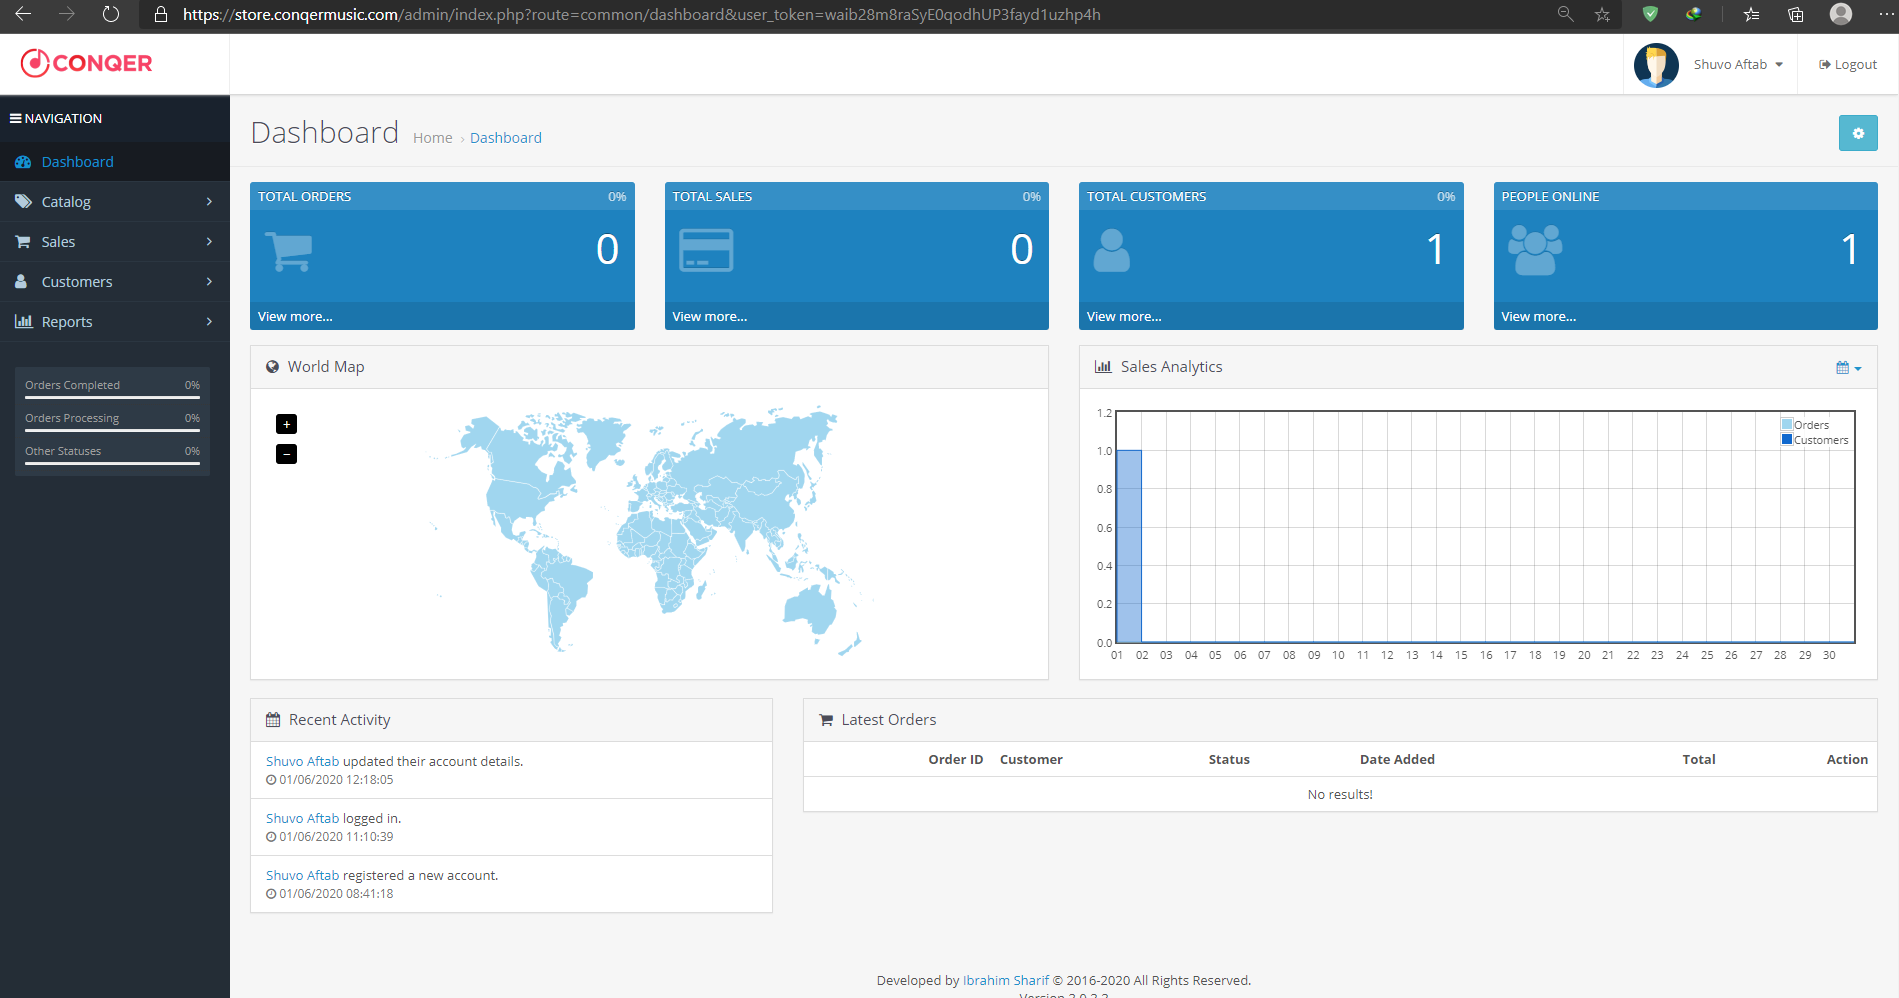 https://store.conqermusic.com/admin/index.php?route=common/dashboard&user_token=waib28m8raSyE0qodhUP3fayd1uzhp4h
CONQER
Shuvo Aftab
Logout
NAVIGATION
Dashboard
Catalog
Sales
Customers
Reports
Orders Completed 0%
Orders Processing 0%
Other Statuses 0%
Dashboard Home › Dashboard
TOTAL ORDERS 0%
0
View more...
TOTAL SALES 0%
0
View more...
TOTAL CUSTOMERS 0%
1
View more...
PEOPLE ONLINE
1
View more...
World Map
+
−
Sales Analytics
Orders
Customers
1.2
1.0
0.8
0.6
0.4
0.2
0.0
01 02 03 04 05 06 07 08 09 10 11 12 13 14 15 16 17 18 19 20 21 22 23 24 25 26 27 28 29 30
Recent Activity
Shuvo Aftab updated their account details.
01/06/2020 12:18:05
Shuvo Aftab logged in.
01/06/2020 11:10:39
Shuvo Aftab registered a new account.
01/06/2020 08:41:18
Latest Orders
Order ID Customer Status Date Added Total Action
No results!
Developed by Ibrahim Sharif © 2016-2020 All Rights Reserved.